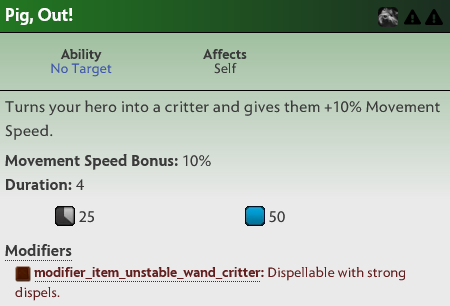 Pig, Out!
Ability
No Target
Affects
Self
Turns your hero into a critter and gives them +10% Movement
Speed.
Movement Speed Bonus: 10%
Duration: 4
25
50
Modifiers
modifier_item_unstable_wand_critter: Dispellable with strong
dispels.